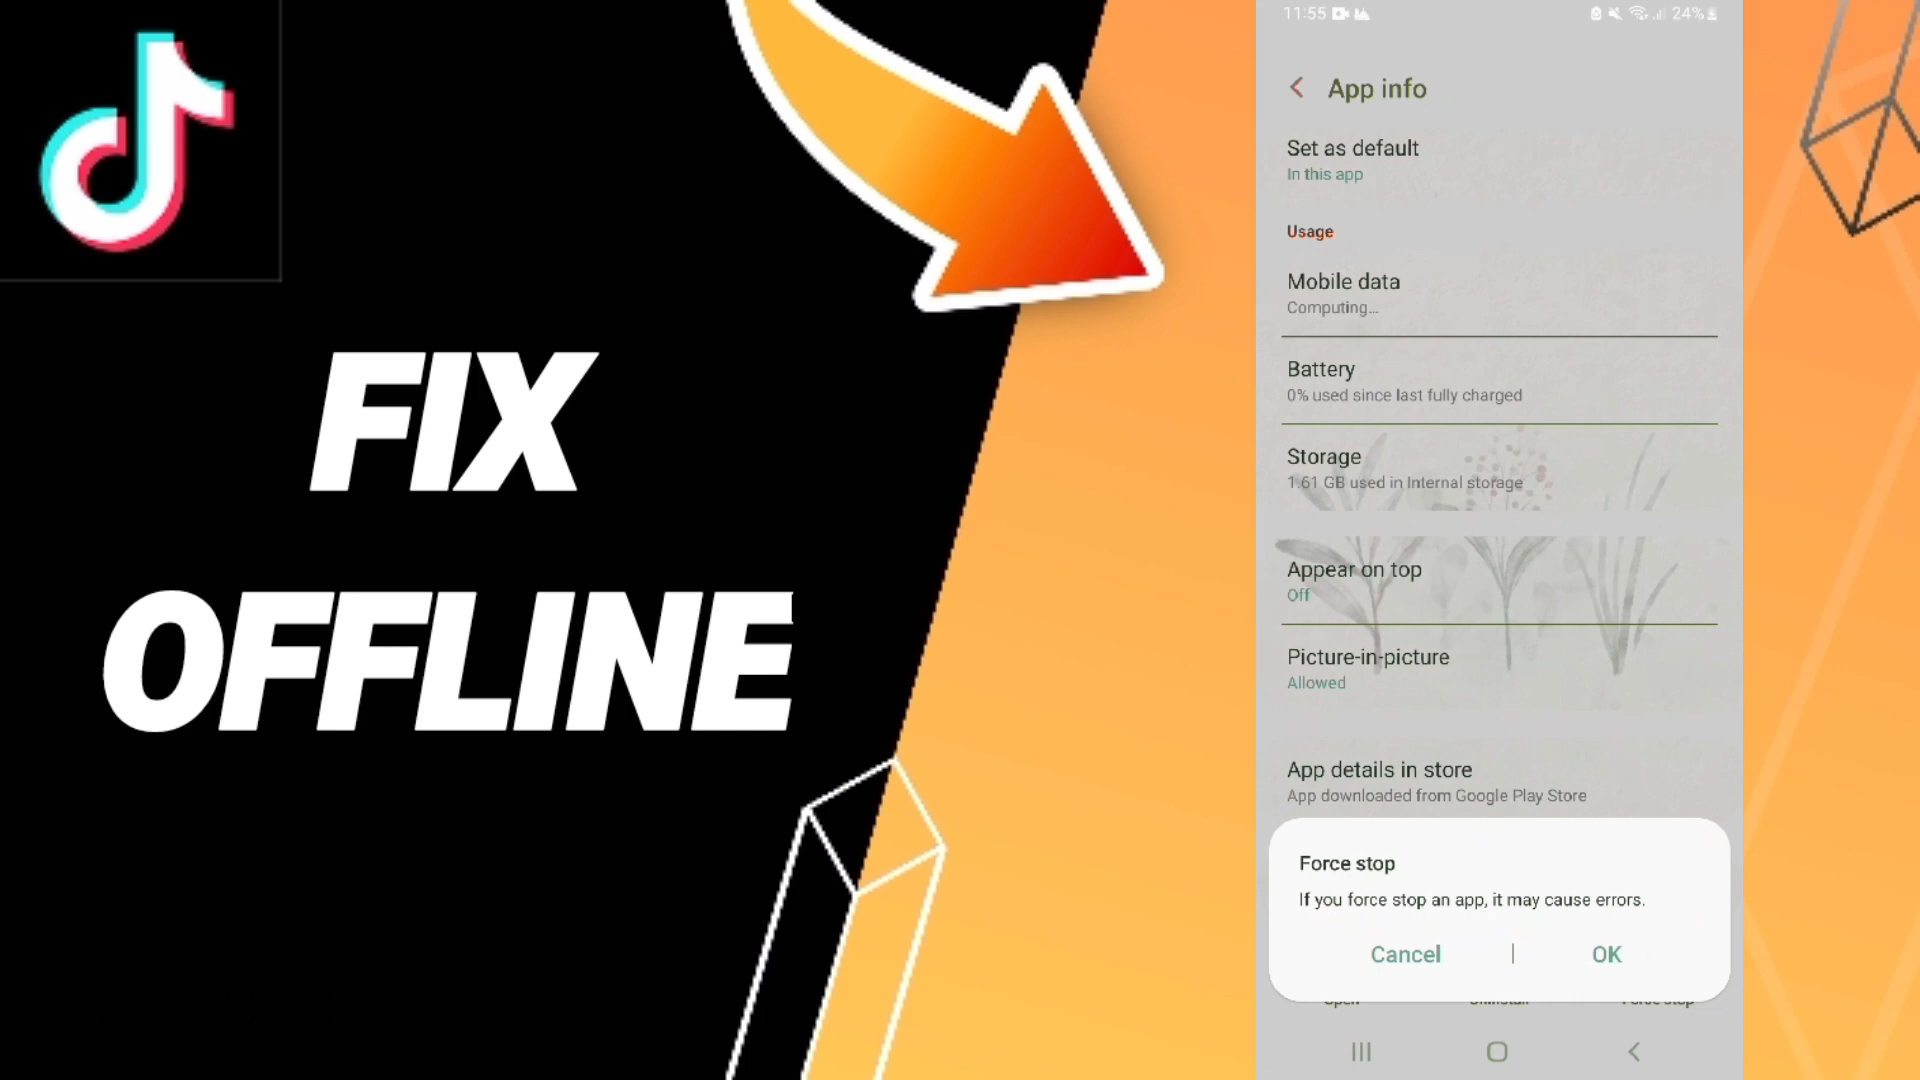 FIX
OFFLINE
11:55
24%
App info
Set as default
In this app
Usage
Mobile data
Computing...
Battery
0% used since last fully charged
Storage
1.61 GB used in Internal storage
Appear on top
Off
Picture-in-picture
Allowed
App details in store
App downloaded from Google Play Store
Force stop
If you force stop an app, it may cause errors.
Cancel | OK